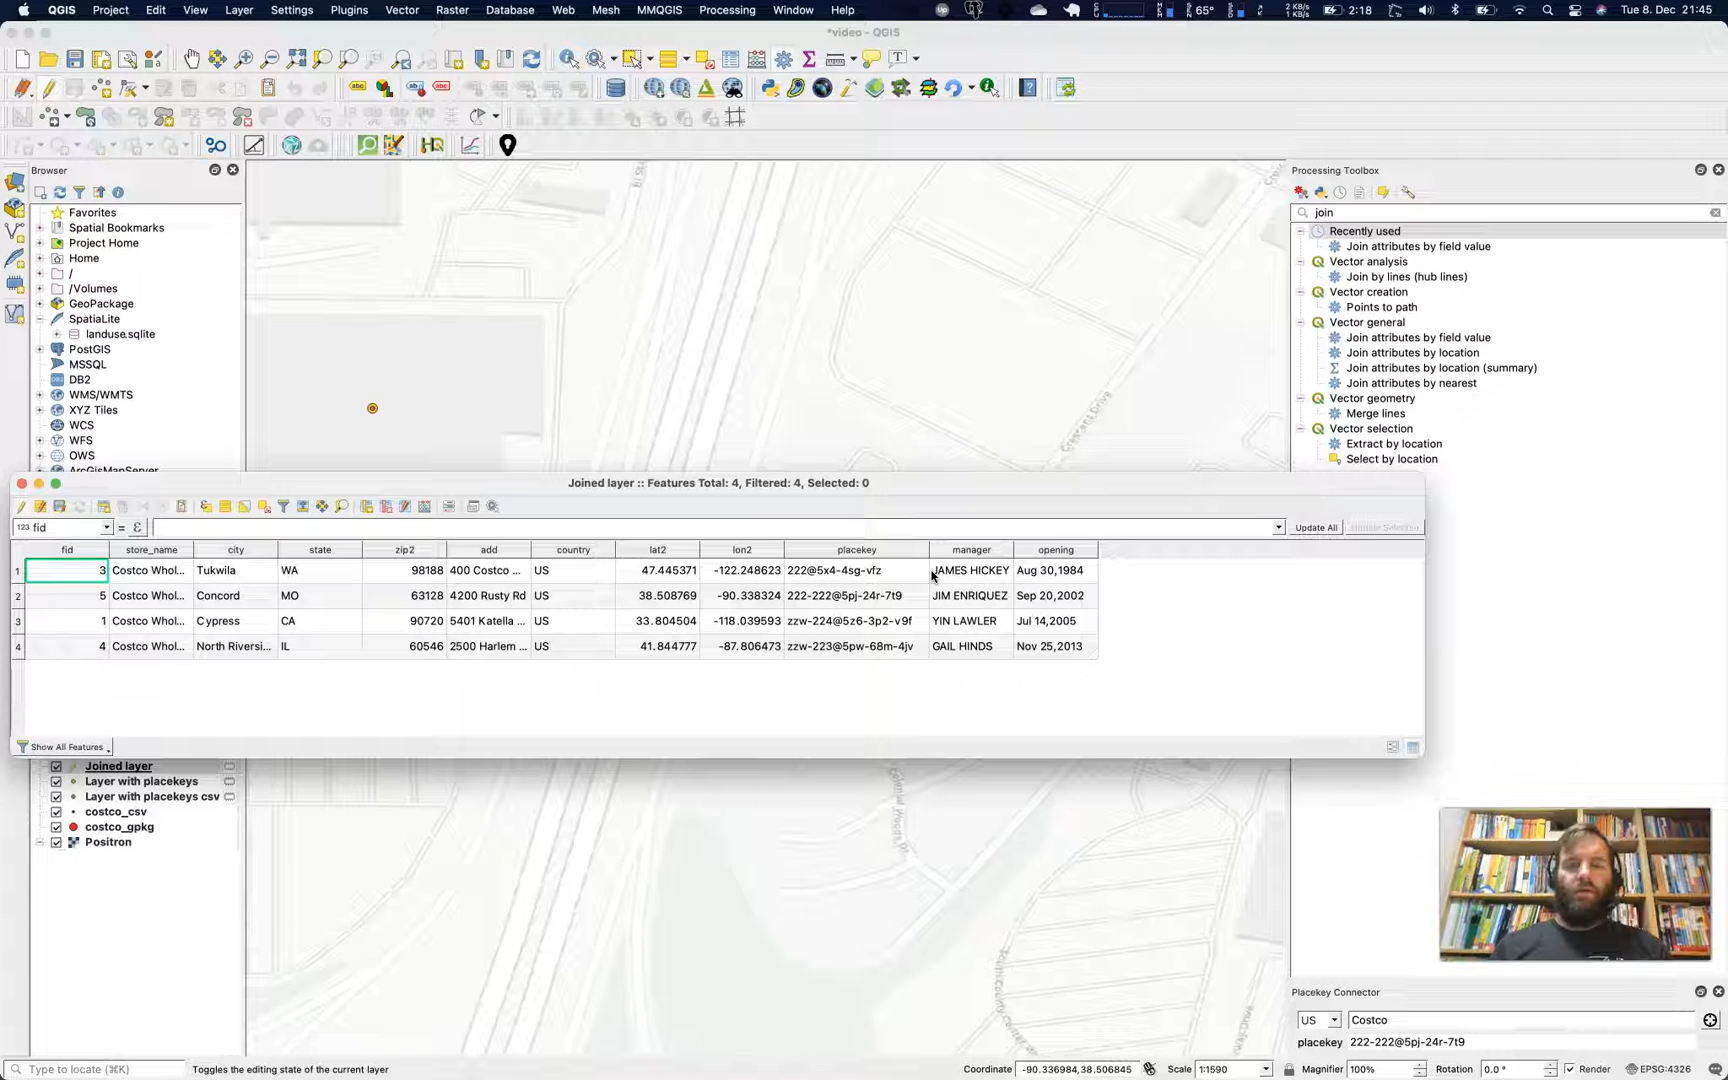 QGIS Project Edit View Layer Settings Plugins Vector Raster Database Web Mesh MMQGIS Processing Window Help
65° 2 KB/s 1 KB/s 2:18 Tue 8. Dec 21:45
*video - QGIS
Browser
Favorites
Spatial Bookmarks
Project Home
Home
/
/Volumes
GeoPackage
SpatiaLite
landuse.sqlite
PostGIS
MSSQL
DB2
WMS/WMTS
XYZ Tiles
WCS
WFS
OWS
ArcGisMapServer
Crescent Drive
Processing Toolbox
join
Recently used
Join attributes by field value
Vector analysis
Join by lines (hub lines)
Vector creation
Points to path
Vector general
Join attributes by field value
Join attributes by location
Join attributes by location (summary)
Join attributes by nearest
Vector geometry
Merge lines
Vector selection
Extract by location
Select by location
Joined layer :: Features Total: 4, Filtered: 4, Selected: 0
123 fid = ε Update All Update Selected
fid store_name city state zip2 add country lat2 lon2 placekey manager opening
1 3 Costco Whol... Tukwila WA 98188 400 Costco ... US 47.445371 -122.248623 222@5x4-4sg-vfz JAMES HICKEY Aug 30,1984
2 5 Costco Whol... Concord MO 63128 4200 Rusty Rd US 38.508769 -90.338324 222-222@5pj-24r-7t9 JIM ENRIQUEZ Sep 20,2002
3 1 Costco Whol... Cypress CA 90720 5401 Katella ... US 33.804504 -118.039593 zzw-224@5z6-3p2-v9f YIN LAWLER Jul 14,2005
4 4 Costco Whol... North Riversi... IL 60546 2500 Harlem ... US 41.844777 -87.806473 zzw-223@5pw-68m-4jv GAIL HINDS Nov 25,2013
Show All Features
Joined layer
Layer with placekeys
Layer with placekeys csv
costco_csv
costco_gpkg
Positron
Placekey Connector
US Costco
placekey 222-222@5pj-24r-7t9
Type to locate (⌘K) Toggles the editing state of the current layer Coordinate -90.336984,38.506845 Scale 1:1590 Magnifier 100% Rotation 0.0 ° Render EPSG:4326